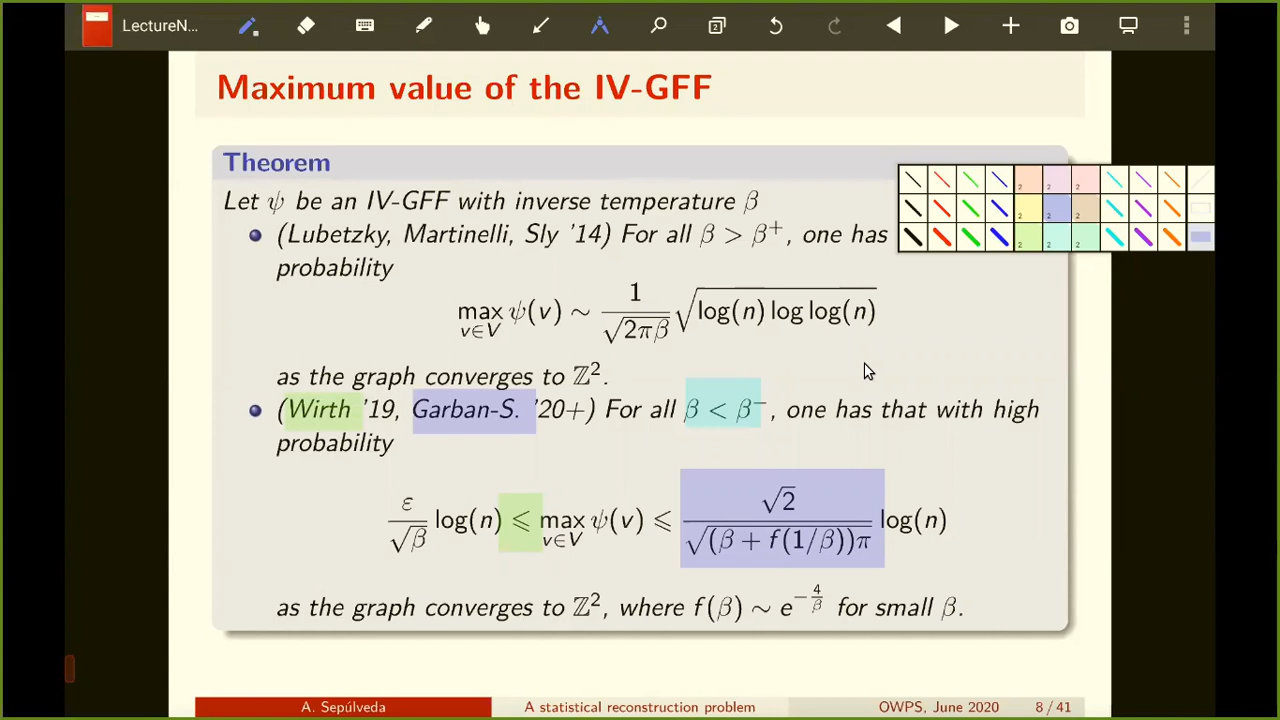 LectureN...
Maximum value of the IV-GFF
Theorem
Let ψ be an IV-GFF with inverse temperature β
(Lubetzky, Martinelli, Sly '14) For all β > β⁺, one has
probability
max_{v∈V} ψ(v) ∼ 1/√(2πβ) √(log(n) log log(n))
as the graph converges to ℤ².
(Wirth '19, Garban-S. '20+) For all β < β⁻, one has that with high
probability
ε/√β log(n) ⩽ max_{v∈V} ψ(v) ⩽ √2/√((β + f(1/β))π) log(n)
as the graph converges to ℤ², where f(β) ∼ e^{-4/β} for small β.
A. Sepúlveda
A statistical reconstruction problem
OWPS, June 2020
8 / 41